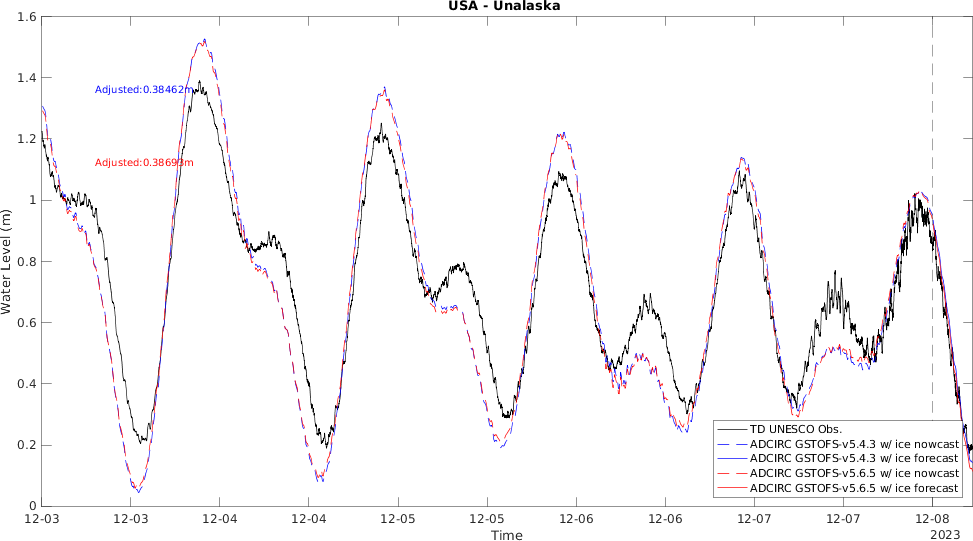 USA - Unalaska
1.6
1.4
1.2
1
0.8
0.6
0.4
0.2
0
Water Level (m)
Adjusted:0.38462m
Adjusted:0.38693m
TD UNESCO Obs.
ADCIRC GSTOFS-v5.4.3 w/ ice nowcast
ADCIRC GSTOFS-v5.4.3 w/ ice forecast
ADCIRC GSTOFS-v5.6.5 w/ ice nowcast
ADCIRC GSTOFS-v5.6.5 w/ ice forecast
12-03 12-03 12-04 12-04 12-05 12-05 12-06 12-06 12-07 12-07 12-08
2023
Time